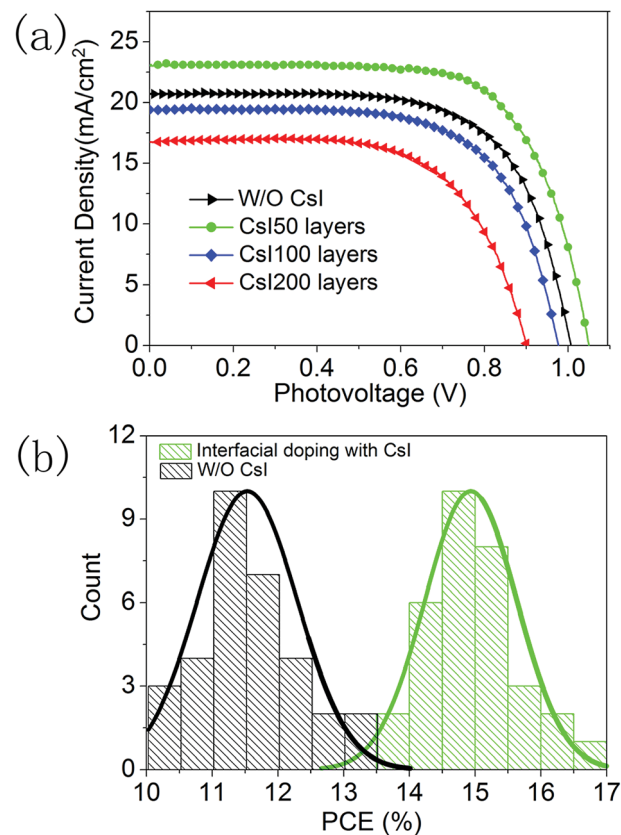 (a)
Current Density(mA/cm²)
25
20
15
10
5
0
W/O CsI
CsI50 layers
CsI100 layers
CsI200 layers
0.0 0.2 0.4 0.6 0.8 1.0
Photovoltage (V)
(b)
Count
12
9
6
3
0
Interfacial doping with CsI
W/O CsI
10 11 12 13 14 15 16 17
PCE (%)